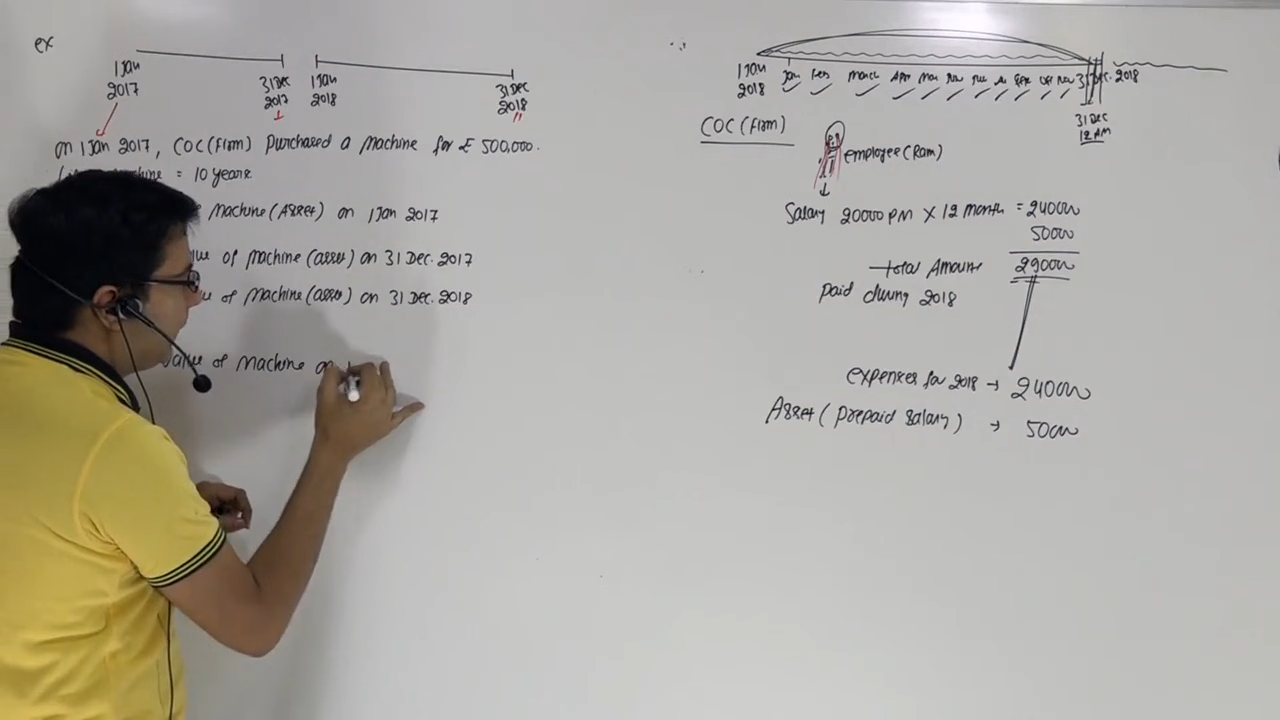 ex
1 Jan
2017
31 Dec
2017
1 Jan
2018
31 Dec
2018
On 1 Jan 2017, COC (Firm) Purchased a Machine for £ 500,000.
= 10 years
Machine (Asset) on 1 Jan 2017
of Machine (asset) on 31 Dec. 2017
of Machine (asset) on 31 Dec. 2018
Value of Machine on
1 Jan
2018
Jan Feb March Apr
Dec. 2018
31 Dec
12 AM
COC (Firm)
employee (Ram)
Salary 20000 PM X 12 month = 240000
50000
Total Amount 290000
Paid during 2018
expenses for 2018 → 240000
Asset (Prepaid Salary) → 50000